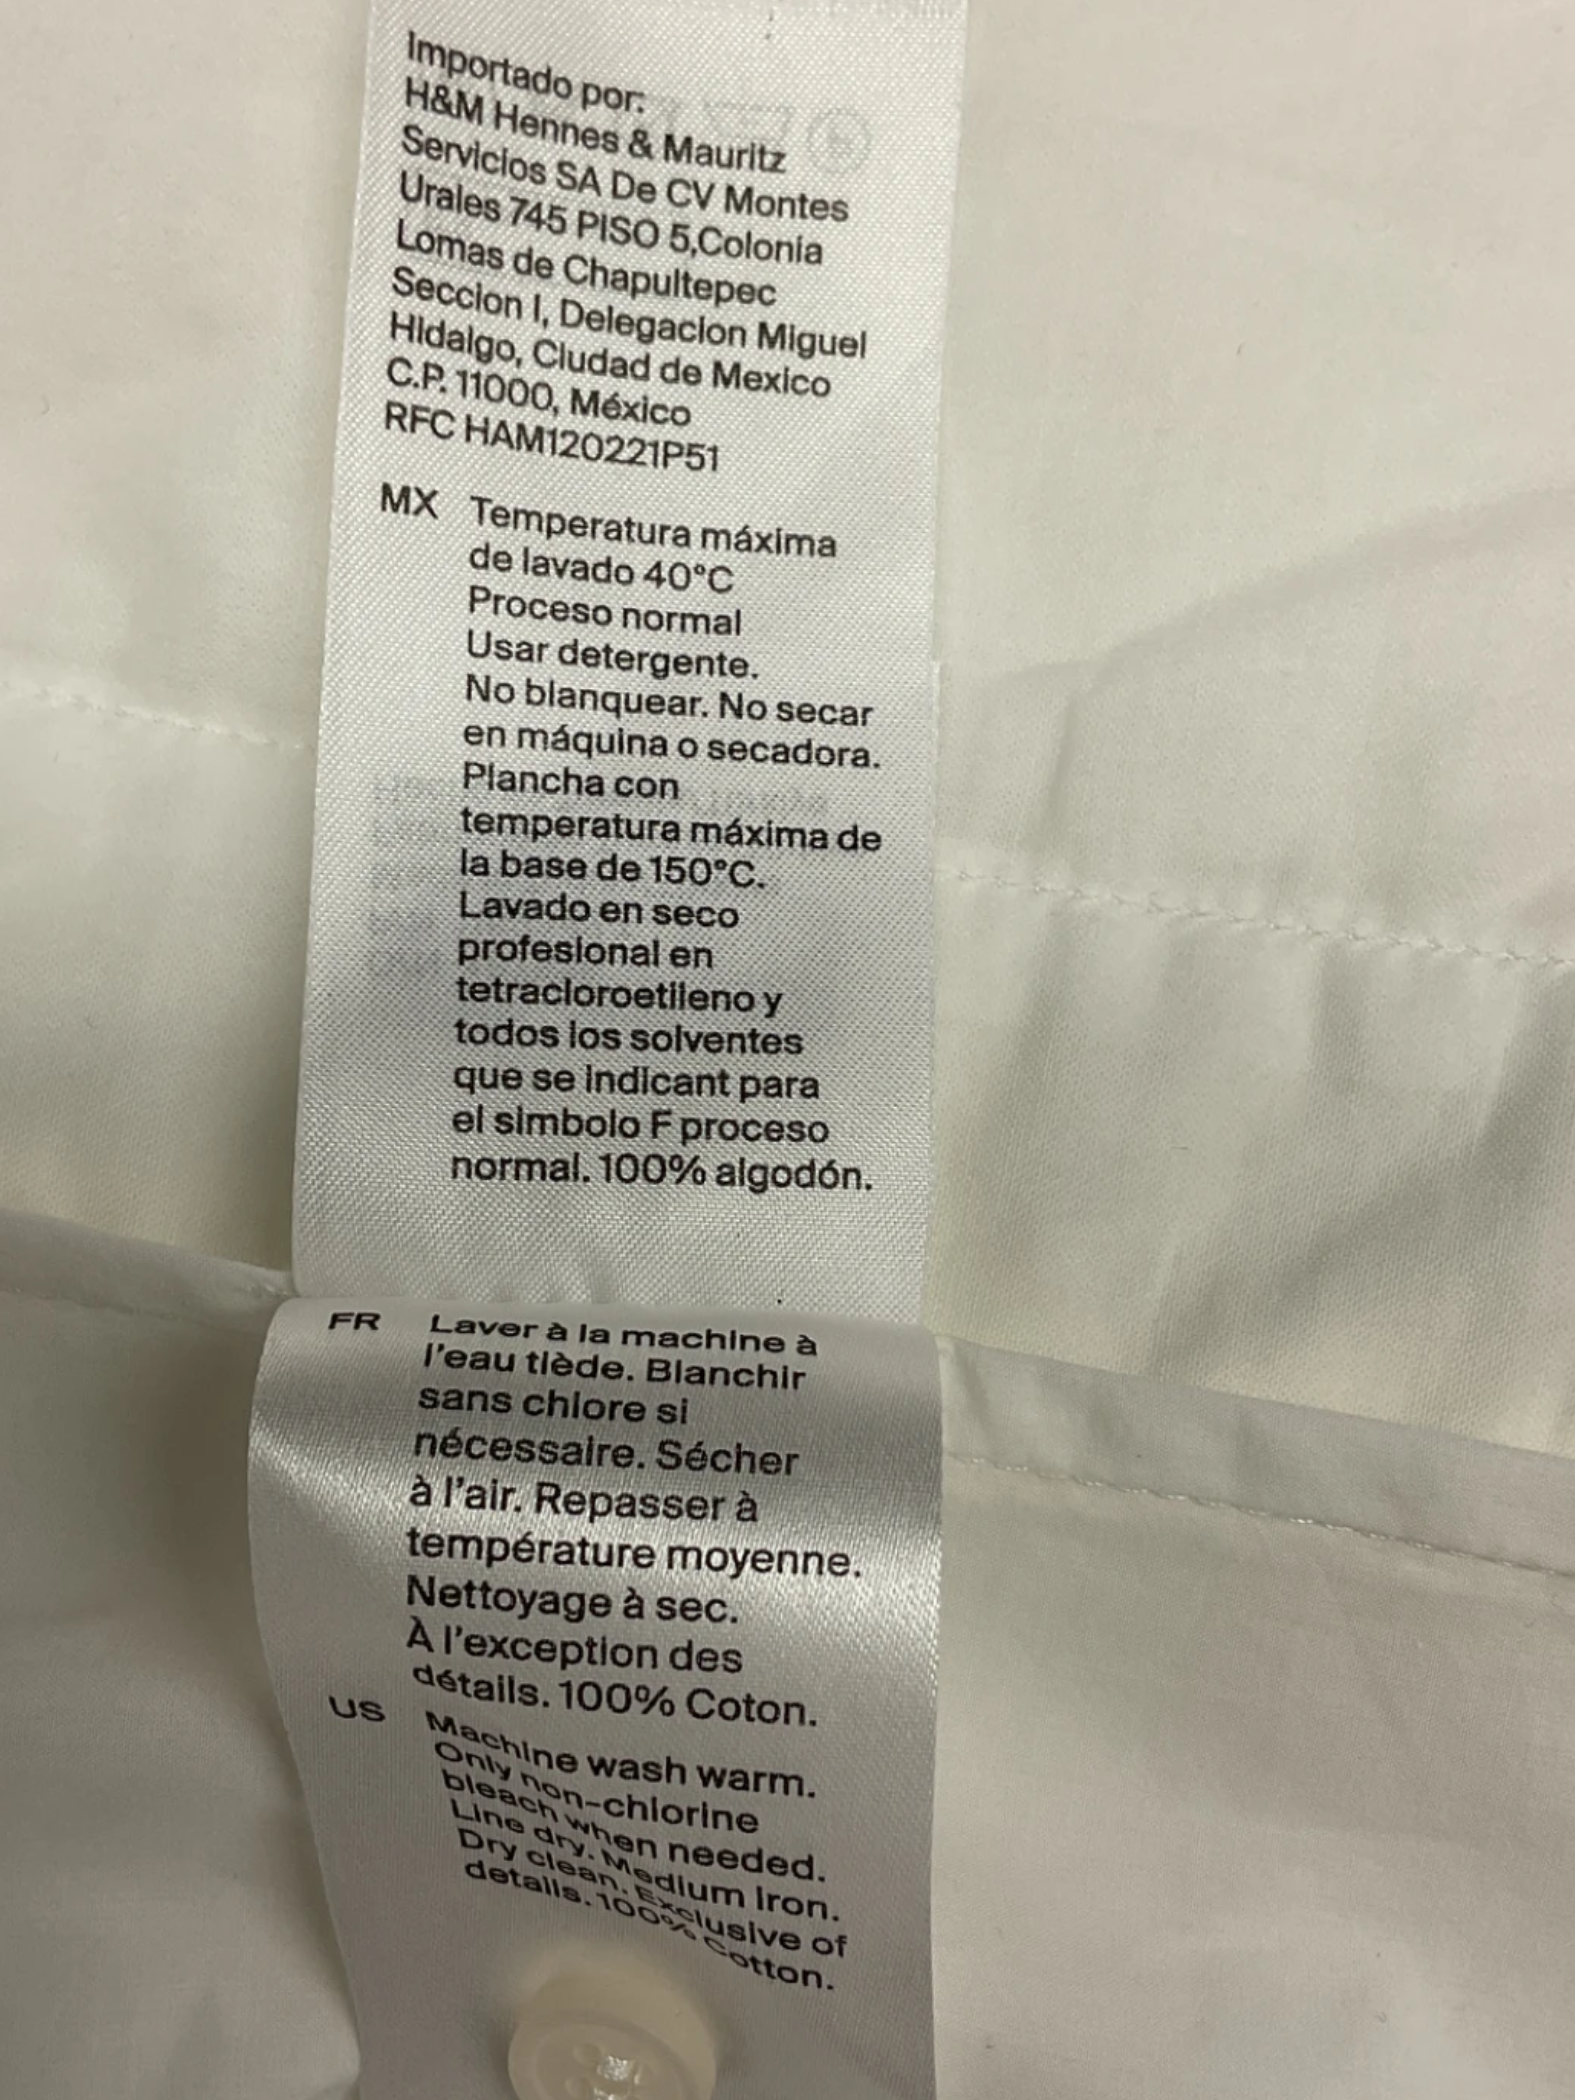 Importado por:
H&M Hennes & Mauritz
Servicios SA De CV Montes
Urales 745 PISO 5,Colonia
Lomas de Chapultepec
Seccion I, Delegacion Miguel
Hidalgo, Ciudad de Mexico
C.P. 11000, México
RFC HAM120221P51
MX Temperatura máxima
de lavado 40°C
Proceso normal
Usar detergente.
No blanquear. No secar
en máquina o secadora.
Plancha con
temperatura máxima de
la base de 150°C.
Lavado en seco
profesional en
tetracloroetileno y
todos los solventes
que se indicant para
el simbolo F proceso
normal. 100% algodón.
FR Laver à la machine à
l'eau tiède. Blanchir
sans chlore si
nécessaire. Sécher
à l'air. Repasser à
température moyenne.
Nettoyage à sec.
À l'exception des
détails. 100% Coton.
US Machine wash warm.
Only non-chlorine
bleach when needed.
Line dry. Medium iron.
Dry clean. Exclusive of
details. 100% Cotton.